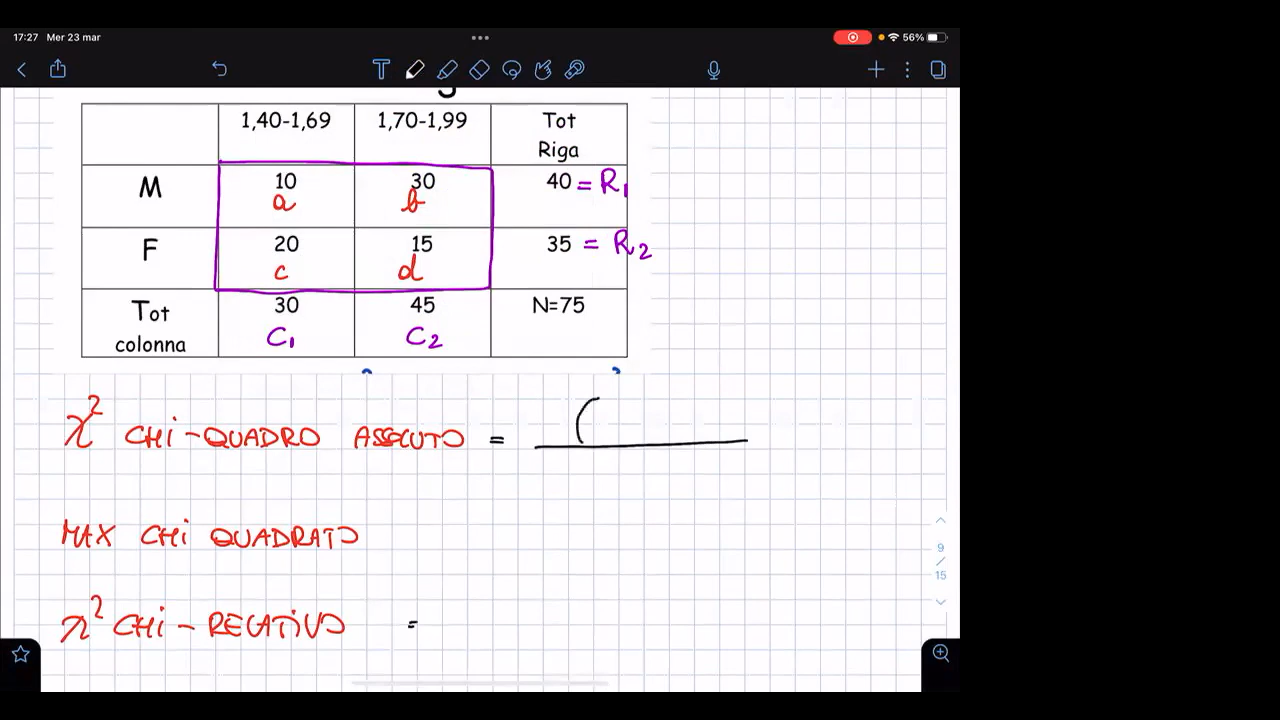 17:27 Mer 23 mar
56%
1,40-1,69 1,70-1,99 Tot Riga
M 10 30 40 = R1
a b
F 20 15 35 = R2
c d
Tot colonna 30 45 N=75
C1 C2
χ² CHI-QUADRO ASSOLUTO = (
9
/
15
MAX CHI QUADRATO
χ² CHI-RELATIVO =